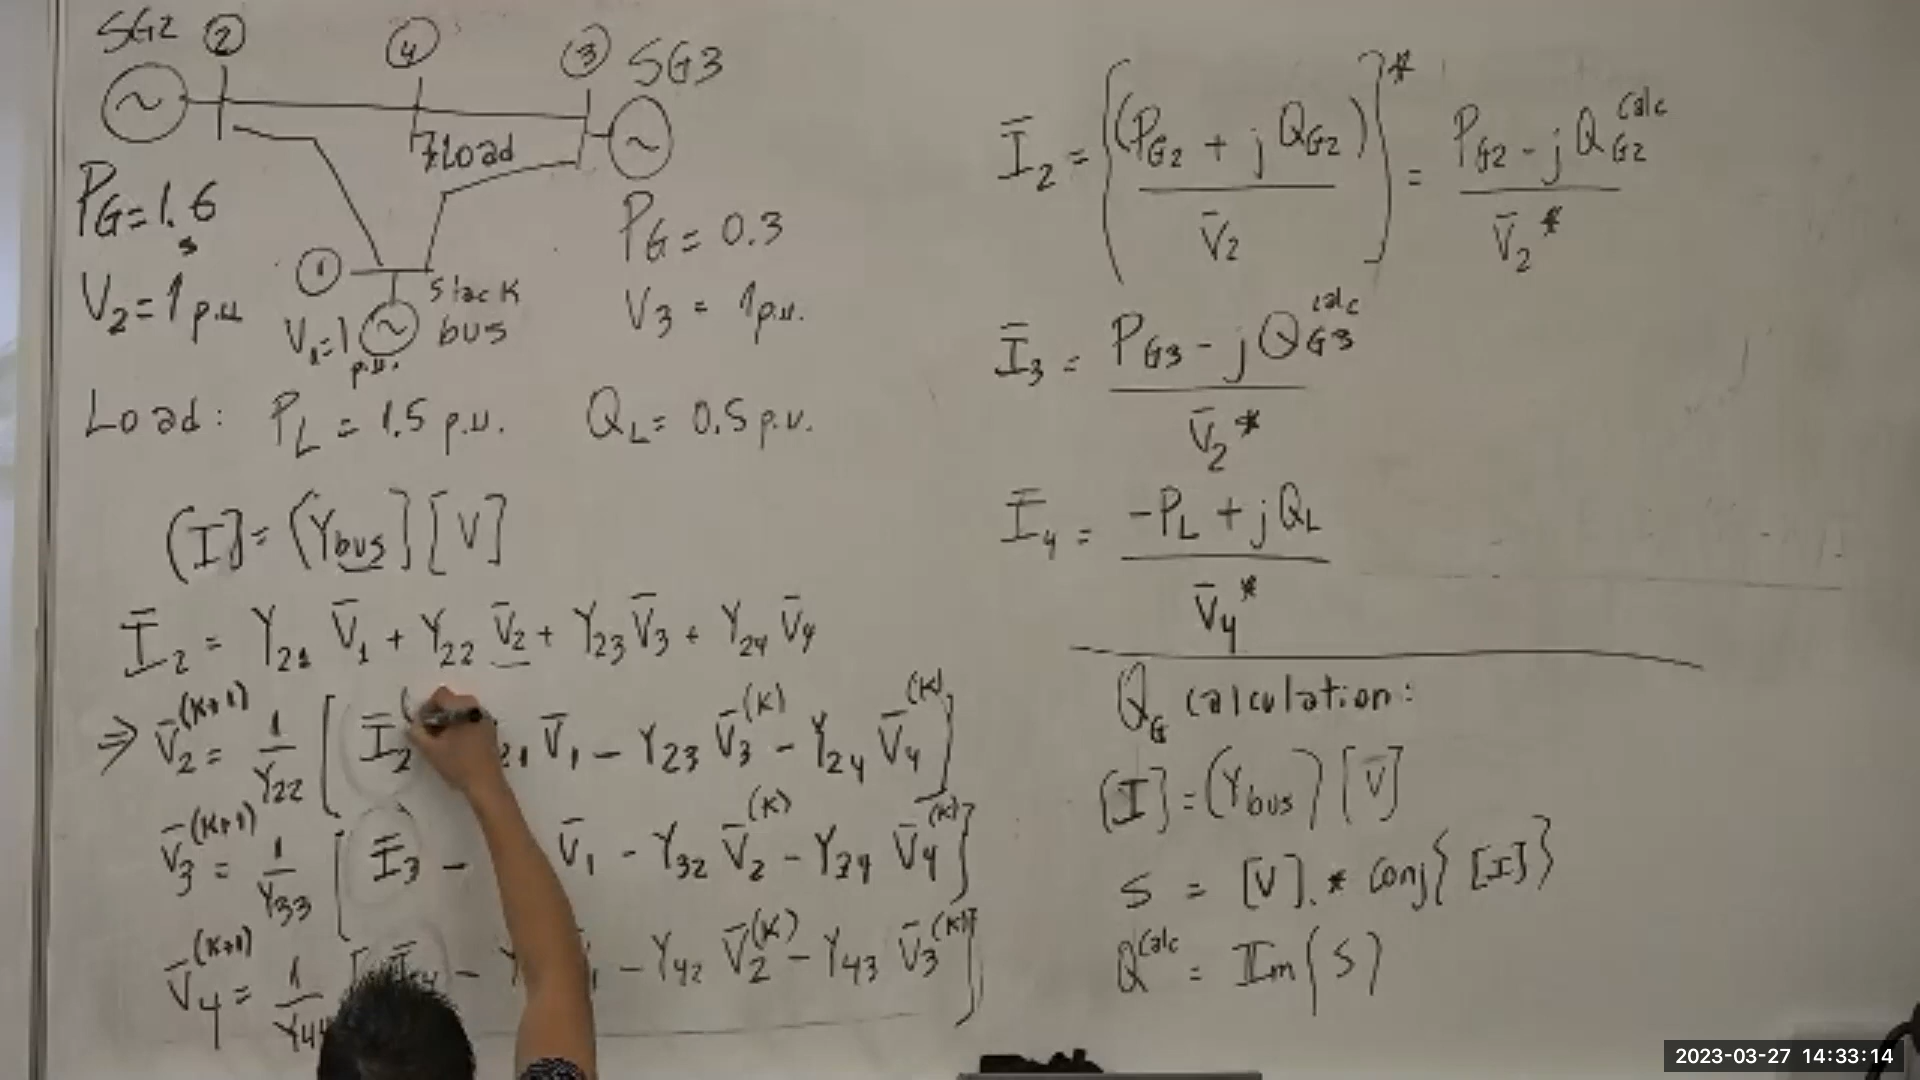 SG2 ② ④ ③ SG3
Load
P_G = 1.6
P_G = 0.3
V_2 = 1 p.u.
① slack bus
V_1 = 1 p.u.
V_3 = 1 p.u.
Load: P_L = 1.5 p.u. Q_L = 0.5 p.u.
[I] = [Y_bus] [V]
Ī_2 = Y_21 V̄_1 + Y_22 V̄_2 + Y_23 V̄_3 + Y_24 V̄_4
⇒ V̄_2^(K+1) = 1/Y_22 [ Ī_2 21 V̄_1 - Y_23 V̄_3^(K) - Y_24 V̄_4^(K) ]
V̄_3^(K+1) = 1/Y_33 [ Ī_3 - V̄_1 - Y_32 V̄_2^(K) - Y_34 V̄_4^(K) ]
V̄_4^(K+1) = 1/Y_44 [ - Y 1 - Y_42 V̄_2^(K) - Y_43 V̄_3^(K) ]
Ī_2 = { (P_G2 + j Q_G2) / V̄_2 }* = P_G2 - j Q_G2^calc / V̄_2*
Ī_3 = P_G3 - j Q_G3^calc / V̄_2*
Ī_4 = -P_L + j Q_L / V̄_4*
Q_G calculation:
[I] = [Y_bus] [V̄]
S = [V] .* conj{ [I] }
Q^calc = Im{S}
2023-03-27 14:33:14